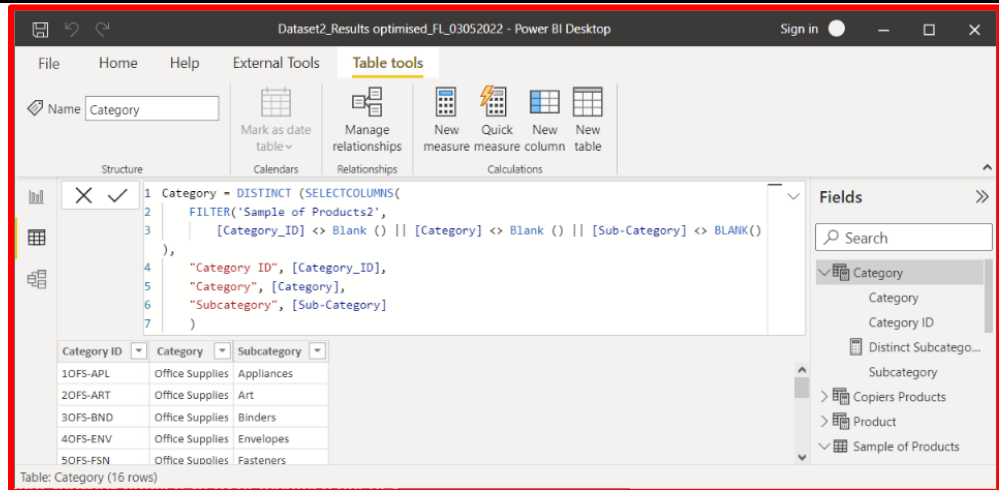 Dataset2_Results optimised_FL_03052022 - Power BI Desktop
Sign in
File Home Help External Tools Table tools
Name Category
Mark as date table
Manage relationships
New measure
Quick measure
New column
New table
Structure Calendars Relationships Calculations
1 Category = DISTINCT (SELECTCOLUMNS(
2 FILTER('Sample of Products2',
3 [Category_ID] <> Blank () || [Category] <> Blank () || [Sub-Category] <> BLANK()
),
4 "Category ID", [Category_ID],
5 "Category", [Category],
6 "Subcategory", [Sub-Category]
7 )
Category ID Category Subcategory
1OFS-APL Office Supplies Appliances
2OFS-ART Office Supplies Art
3OFS-BND Office Supplies Binders
4OFS-ENV Office Supplies Envelopes
5OFS-FSN Office Supplies Fasteners
Fields
Search
Category
Category
Category ID
Distinct Subcatego...
Subcategory
Copiers Products
Product
Sample of Products
Table: Category (16 rows)